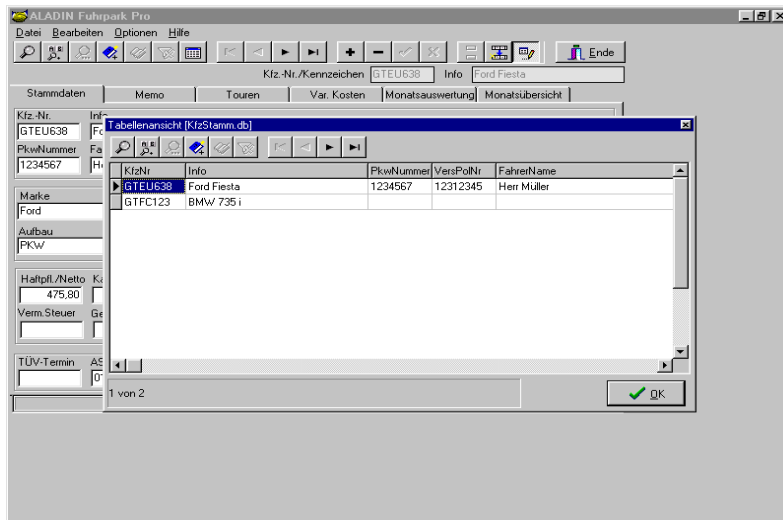 ALADIN Fuhrpark Pro
Datei Bearbeiten Optionen Hilfe
Ende
Kfz.-Nr./Kennzeichen GTEU638 Info Ford Fiesta
Stammdaten Memo Touren Var. Kosten Monatsauswertung Monatsübersicht
Kfz.-Nr.
GTEU638
PkwNummer
1234567
Marke
Ford
Aufbau
PKW
Haftpfl./Netto
475,80
Verm.Steuer
TÜV-Termin
Tabellenansicht [KfzStamm.db]
KfzNr Info PkwNummer VersPolNr FahrerName
GTEU638 Ford Fiesta 1234567 12312345 Herr Müller
GTFC123 BMW 735 i
1 von 2
OK